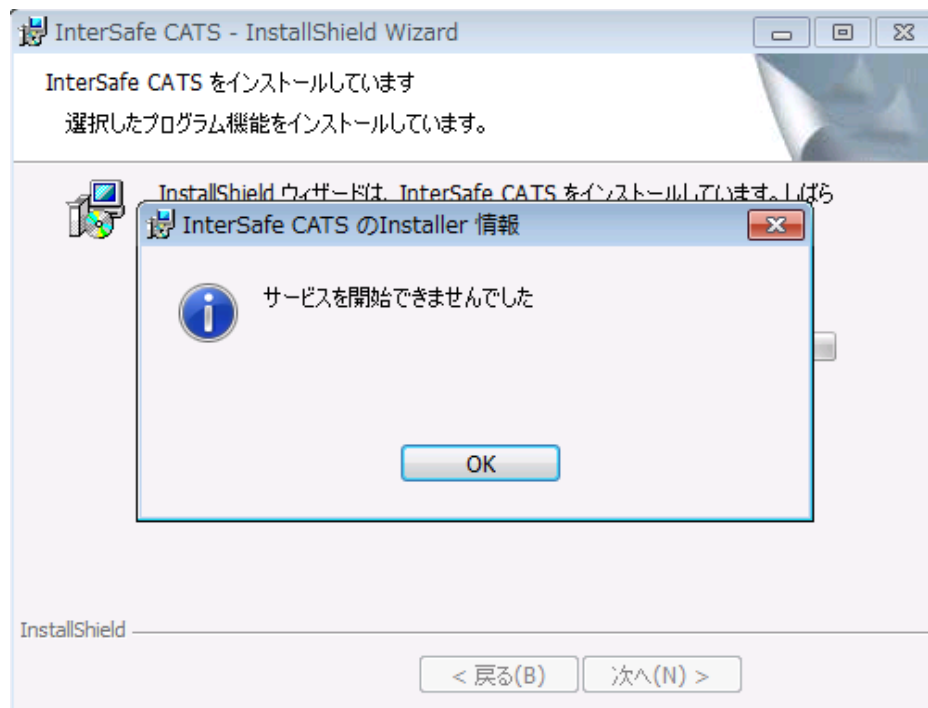 InterSafe CATS - InstallShield Wizard
InterSafe CATS をインストールしています
選択したプログラム機能をインストールしています。
InstallShield ウィザードは、InterSafe CATS をインストールしています。しばら
InterSafe CATS のInstaller 情報
サービスを開始できませんでした
OK
InstallShield
< 戻る(B)
次へ(N) >